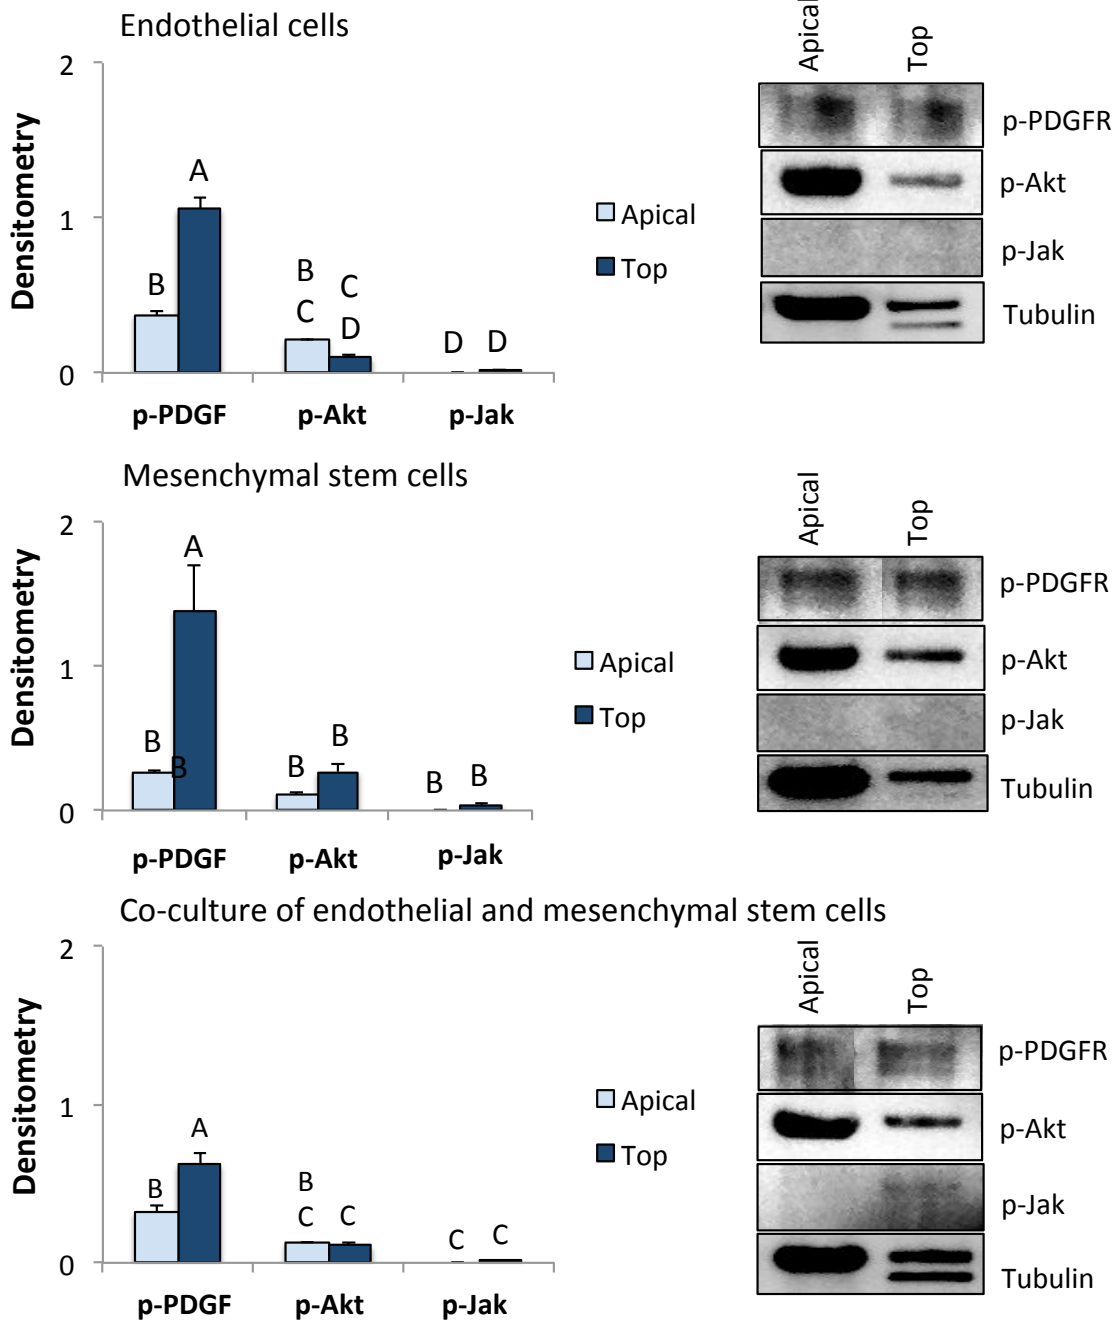 Endothelial cells
2
1
0
Densitometry
B
A
B
C
C
D
D
D
p-PDGF
p-Akt
p-Jak
Apical
Top
Apical
Top
p-PDGFR
p-Akt
p-Jak
Tubulin
Mesenchymal stem cells
2
1
0
Densitometry
B
B
A
B
B
B
B
p-PDGF
p-Akt
p-Jak
Apical
Top
Apical
Top
p-PDGFR
p-Akt
p-Jak
Tubulin
Co-culture of endothelial and mesenchymal stem cells
2
1
0
Densitometry
B
A
B
C
C
C
C
p-PDGF
p-Akt
p-Jak
Apical
Top
Apical
Top
p-PDGFR
p-Akt
p-Jak
Tubulin